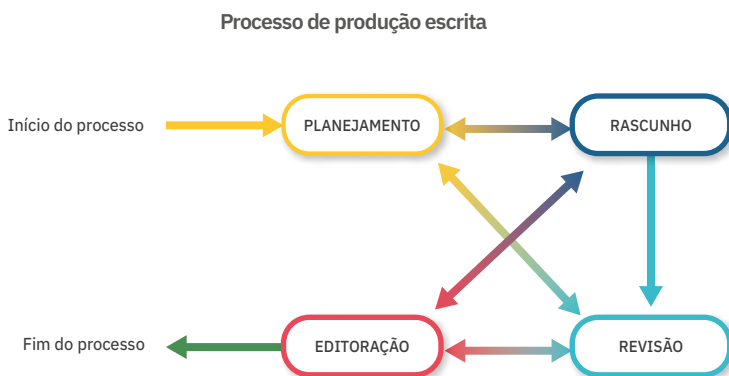 Processo de produção escrita
Início do processo
PLANEJAMENTO
RASCUNHO
Fim do processo
EDITORAÇÃO
REVISÃO